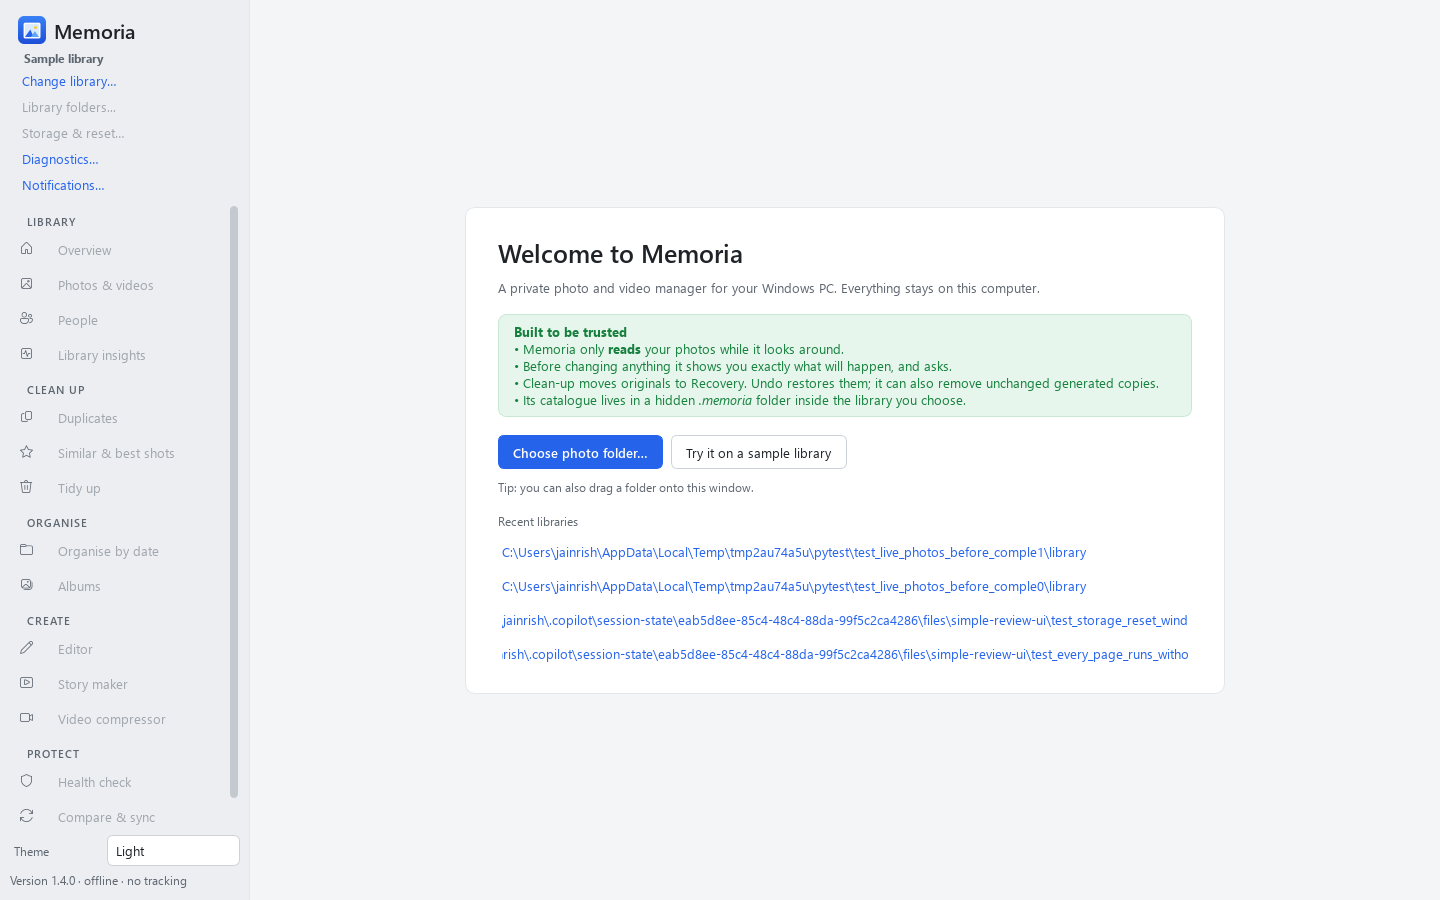 Memoria
Sample library
Change library...
Library folders...
Storage & reset...
Diagnostics...
Notifications...
LIBRARY
Overview
Photos & videos
People
Library insights
CLEAN UP
Duplicates
Similar & best shots
Tidy up
ORGANISE
Organise by date
Albums
CREATE
Editor
Story maker
Video compressor
PROTECT
Health check
Compare & sync
Theme
Light
Version 1.4.0 · offline · no tracking
Welcome to Memoria
A private photo and video manager for your Windows PC. Everything stays on this computer.
Built to be trusted
• Memoria only reads your photos while it looks around.
• Before changing anything it shows you exactly what will happen, and asks.
• Clean-up moves originals to Recovery. Undo restores them; it can also remove unchanged generated copies.
• Its catalogue lives in a hidden .memoria folder inside the library you choose.
Choose photo folder...
Try it on a sample library
Tip: you can also drag a folder onto this window.
Recent libraries
C:\Users\jainrish\AppData\Local\Temp\tmp2au74a5u\pytest\test_live_photos_before_comple1\library
C:\Users\jainrish\AppData\Local\Temp\tmp2au74a5u\pytest\test_live_photos_before_comple0\library
jainrish\.copilot\session-state\eab5d8ee-85c4-48c4-88da-99f5c2ca4286\files\simple-review-ui\test_storage_reset_wind
rish\.copilot\session-state\eab5d8ee-85c4-48c4-88da-99f5c2ca4286\files\simple-review-ui\test_every_page_runs_witho